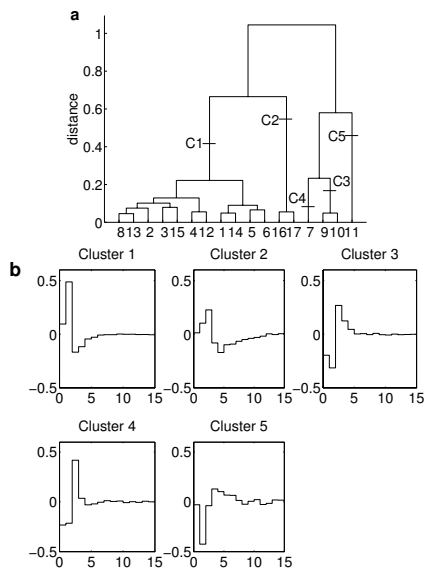 a
1
0.8
0.6
0.4
0.2
0
distance
C1
C2
C5
C4
C3
8 13 2 3 15 4 12 1 14 5 6 16 17 7 9 10 11
b
Cluster 1 Cluster 2 Cluster 3
0.5 0.5 0.5
0 0 0
−0.5 −0.5 −0.5
0 5 10 15 0 5 10 15 0 5 10 15
Cluster 4 Cluster 5
0.5 0.5
0 0
−0.5 −0.5
0 5 10 15 0 5 10 15